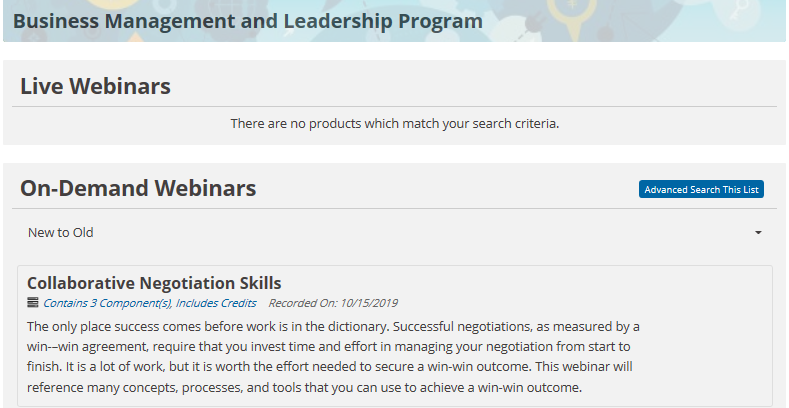 Business Management and Leadership Program
Live Webinars
There are no products which match your search criteria.
On-Demand Webinars
Advanced Search This List
New to Old
Collaborative Negotiation Skills
Contains 3 Component(s), Includes Credits Recorded On: 10/15/2019
The only place success comes before work is in the dictionary. Successful negotiations, as measured by a
win-–win agreement, require that you invest time and effort in managing your negotiation from start to
finish. It is a lot of work, but it is worth the effort needed to secure a win-win outcome. This webinar will
reference many concepts, processes, and tools that you can use to achieve a win-win outcome.